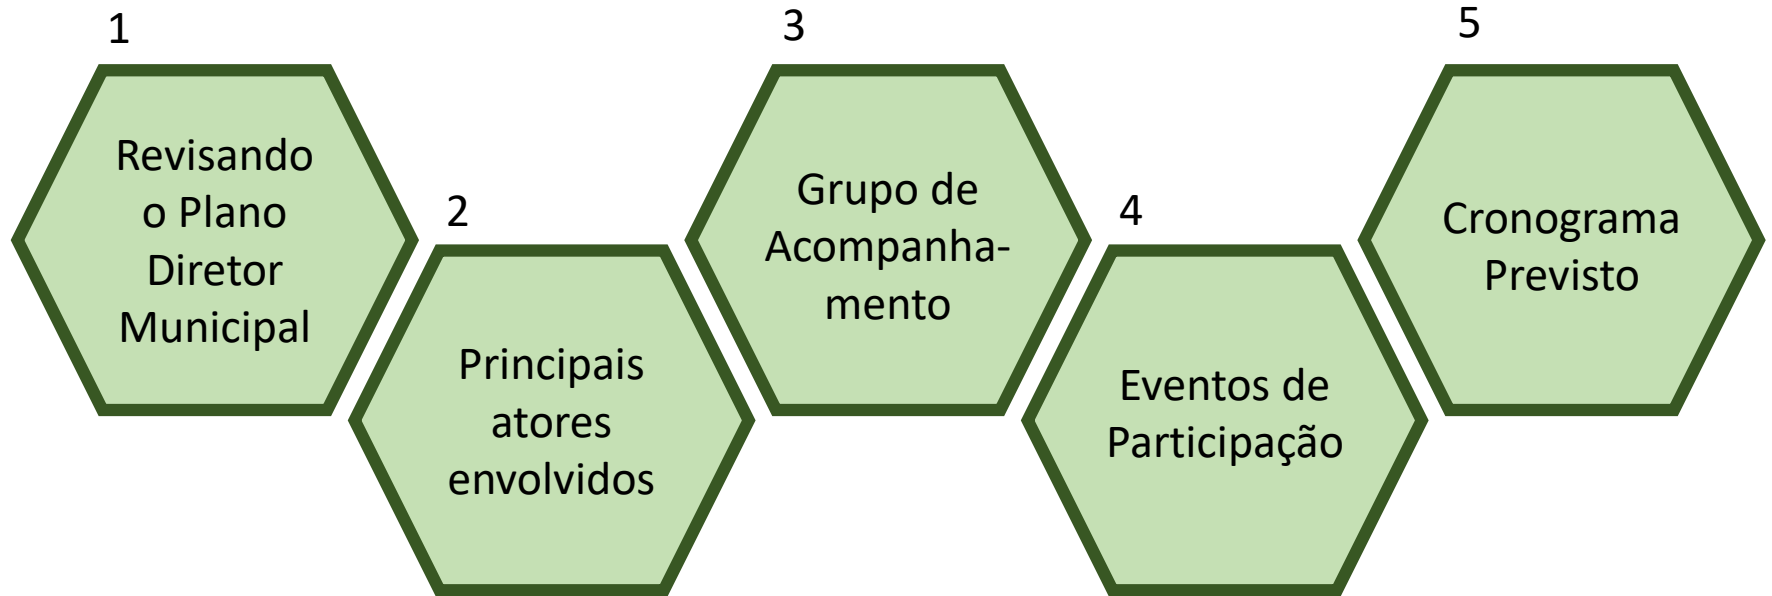 1
Revisando
o Plano
Diretor
Municipal
2
Principais
atores
envolvidos
3
Grupo de
Acompanha-
mento
4
Eventos de
Participação
5
Cronograma
Previsto